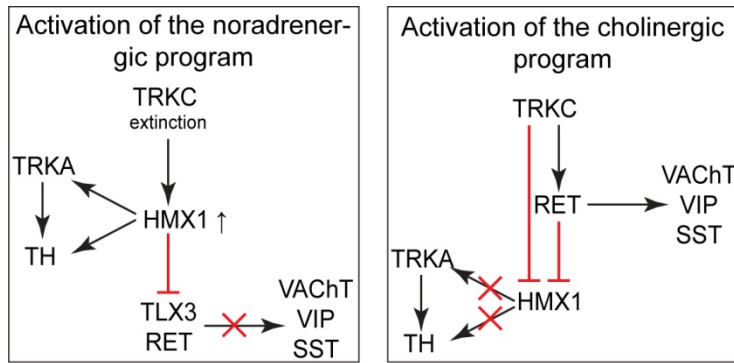 Activation of the noradrener-
gic program
TRKC
extinction
TRKA
HMX1 ↑
TH
TLX3
RET
VAChT
VIP
SST
Activation of the cholinergic
program
TRKC
VAChT
RET
VIP
SST
TRKA
HMX1
TH